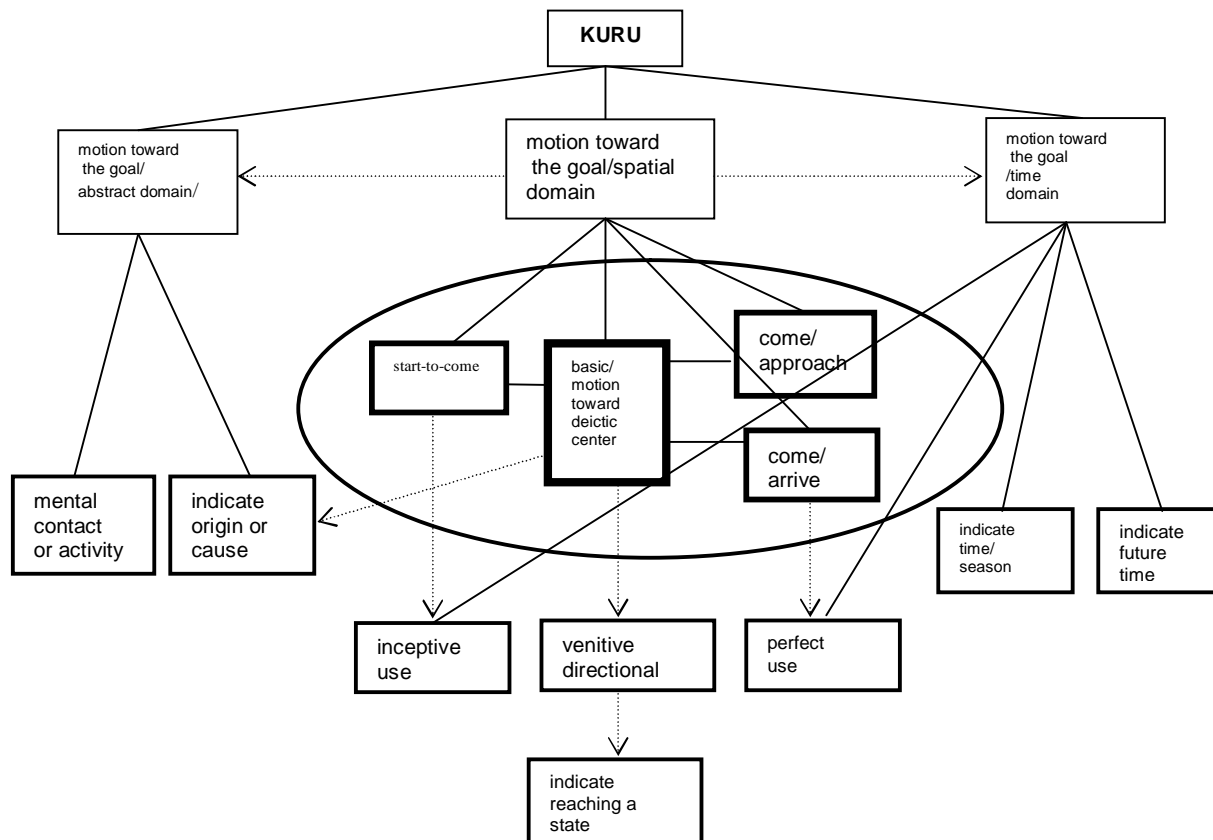 KURU
motion toward
the goal/
abstract domain/
motion toward
the goal/spatial
domain
motion toward
the goal
/time
domain
start-to-come
basic/
motion
toward
deictic
center
come/
approach
come/
arrive
mental
contact
or activity
indicate
origin or
cause
indicate
time/
season
indicate
future
time
inceptive
use
venitive
directional
perfect
use
indicate
reaching a
state